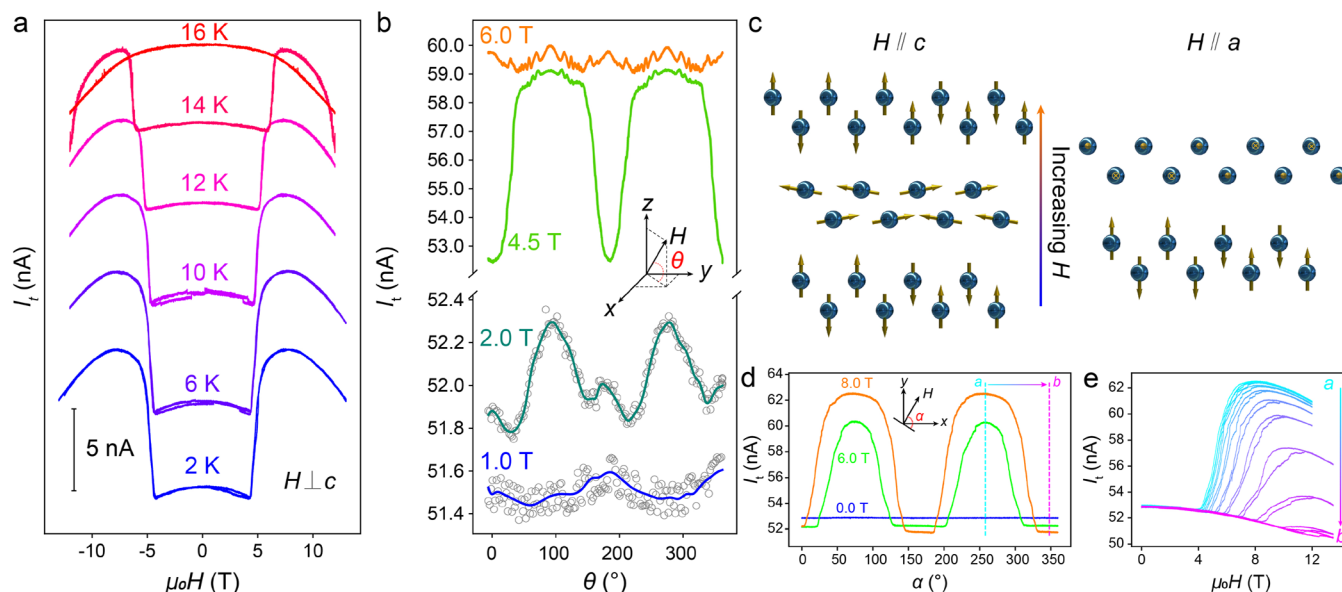 a
16 K
14 K
12 K
10 K
6 K
2 K
5 nA
H⊥c
I_t (nA)
-10 -5 0 5 10
μ₀H (T)
b
6.0 T
4.5 T
2.0 T
1.0 T
60.0
59.0
58.0
57.0
56.0
55.0
54.0
53.0
52.4
52.2
52.0
51.8
51.6
51.4
I_t (nA)
z
H
θ
y
x
0 100 200 300
θ (°)
c
H // c
H // a
Increasing H
d
64
62
60
58
56
54
52
I_t (nA)
8.0 T
6.0 T
0.0 T
y
H
α
x
a
b
0 50 100 150 200 250 300 350
α (°)
e
62
60
58
56
54
52
50
I_t (nA)
a
b
0 4 8 12
μ₀H (T)